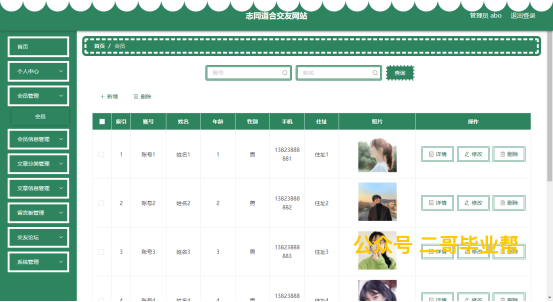 志同道合交友网站
管理员 abo 退出登录
首页
个人中心
会员管理
会员
会员信息管理
文章分类管理
文章信息管理
留言板管理
交友论坛
系统管理
首页 / 会员
账号 姓名 查询
新增 删除
索引 账号 姓名 年龄 性别 手机 住址 照片 操作
1 账号1 姓名1 1 男 13823888881 住址1 详情 修改 删除
2 账号2 姓名2 2 男 13823888882 住址2 详情 修改 删除
3 账号3 姓名3 3 男 13823888883 住址3 详情 修改 删除
公众号 二哥毕业帮
4 账号4 姓名4 4 男 13823888 住址4 详情 修改 删除